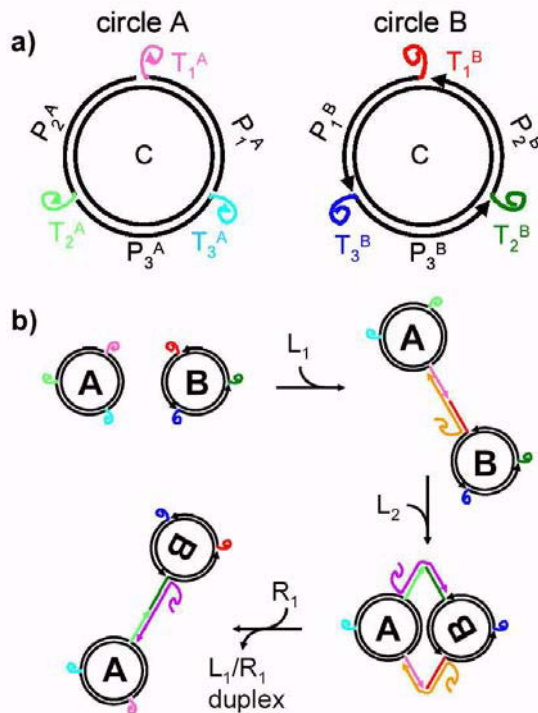 a)
circle A
circle B
T₁ᴬ
P₂ᴬ
P₁ᴬ
C
T₂ᴬ
P₃ᴬ
T₃ᴬ
T₁ᴮ
P₁ᴮ
P₂ᴮ
C
T₃ᴮ
P₃ᴮ
T₂ᴮ
b)
A
B
L₁
A
B
L₂
A
B
R₁
L₁/R₁
duplex
B
A